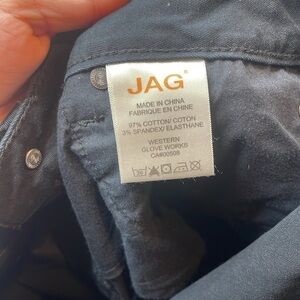 JAG®
MADE IN CHINA
FABRIQUE EN CHINE
97% COTTON/ COTON
3% SPANDEX/ ELASTHANE
WESTERN
GLOVE WORKS
CA#00508